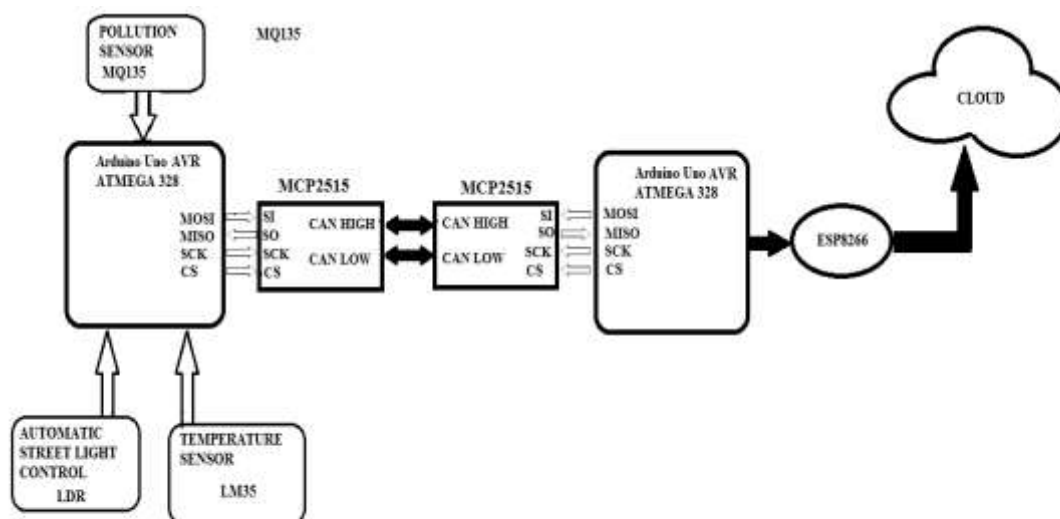 POLLUTION
SENSOR
MQ135
MQ135
CLOUD
Arduino Uno AVR
ATMEGA 328
MOSI
MISO
SCK
CS
MCP2515
SI
SO
SCK
CS
CAN HIGH
CAN LOW
MCP2515
CAN HIGH
CAN LOW
SI
SO
SCK
CS
Arduino Uno AVR
ATMEGA 328
MOSI
MISO
SCK
CS
ESP8266
AUTOMATIC
STREET LIGHT
CONTROL
LDR
TEMPERATURE
SENSOR
LM35